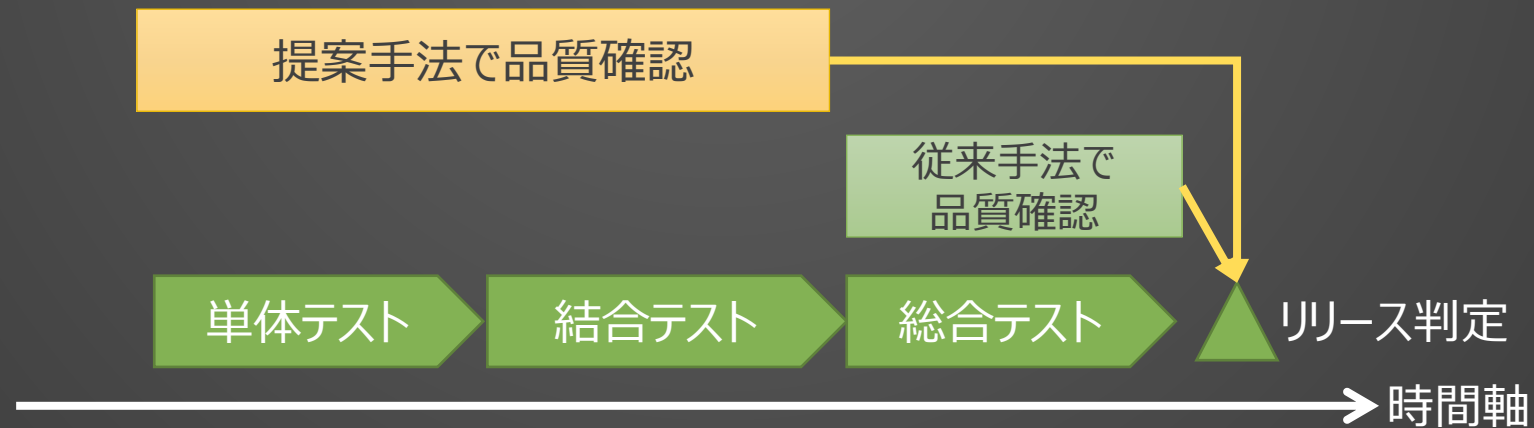 提案手法で品質確認
従来手法で
品質確認
単体テスト
結合テスト
総合テスト
リリース判定
時間軸